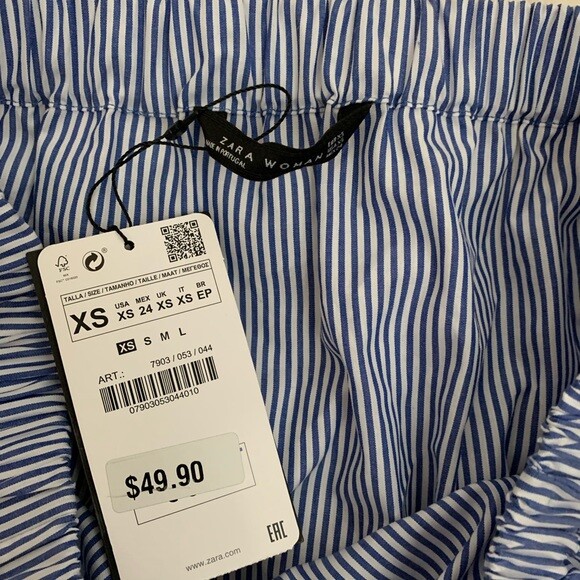 ZARA WOMAN
MADE IN PORTUGAL
FSC
TALLA / SIZE / TAMANHO / TAILLE / MAAT / ΜΕΓΕΘΟΣ
XS
USA MEX UK IT BR
XS 24 XS XS EP
XS S M L
ART.: 7903 / 053 / 044
07903053044010
$49.90
EAC
www.zara.com